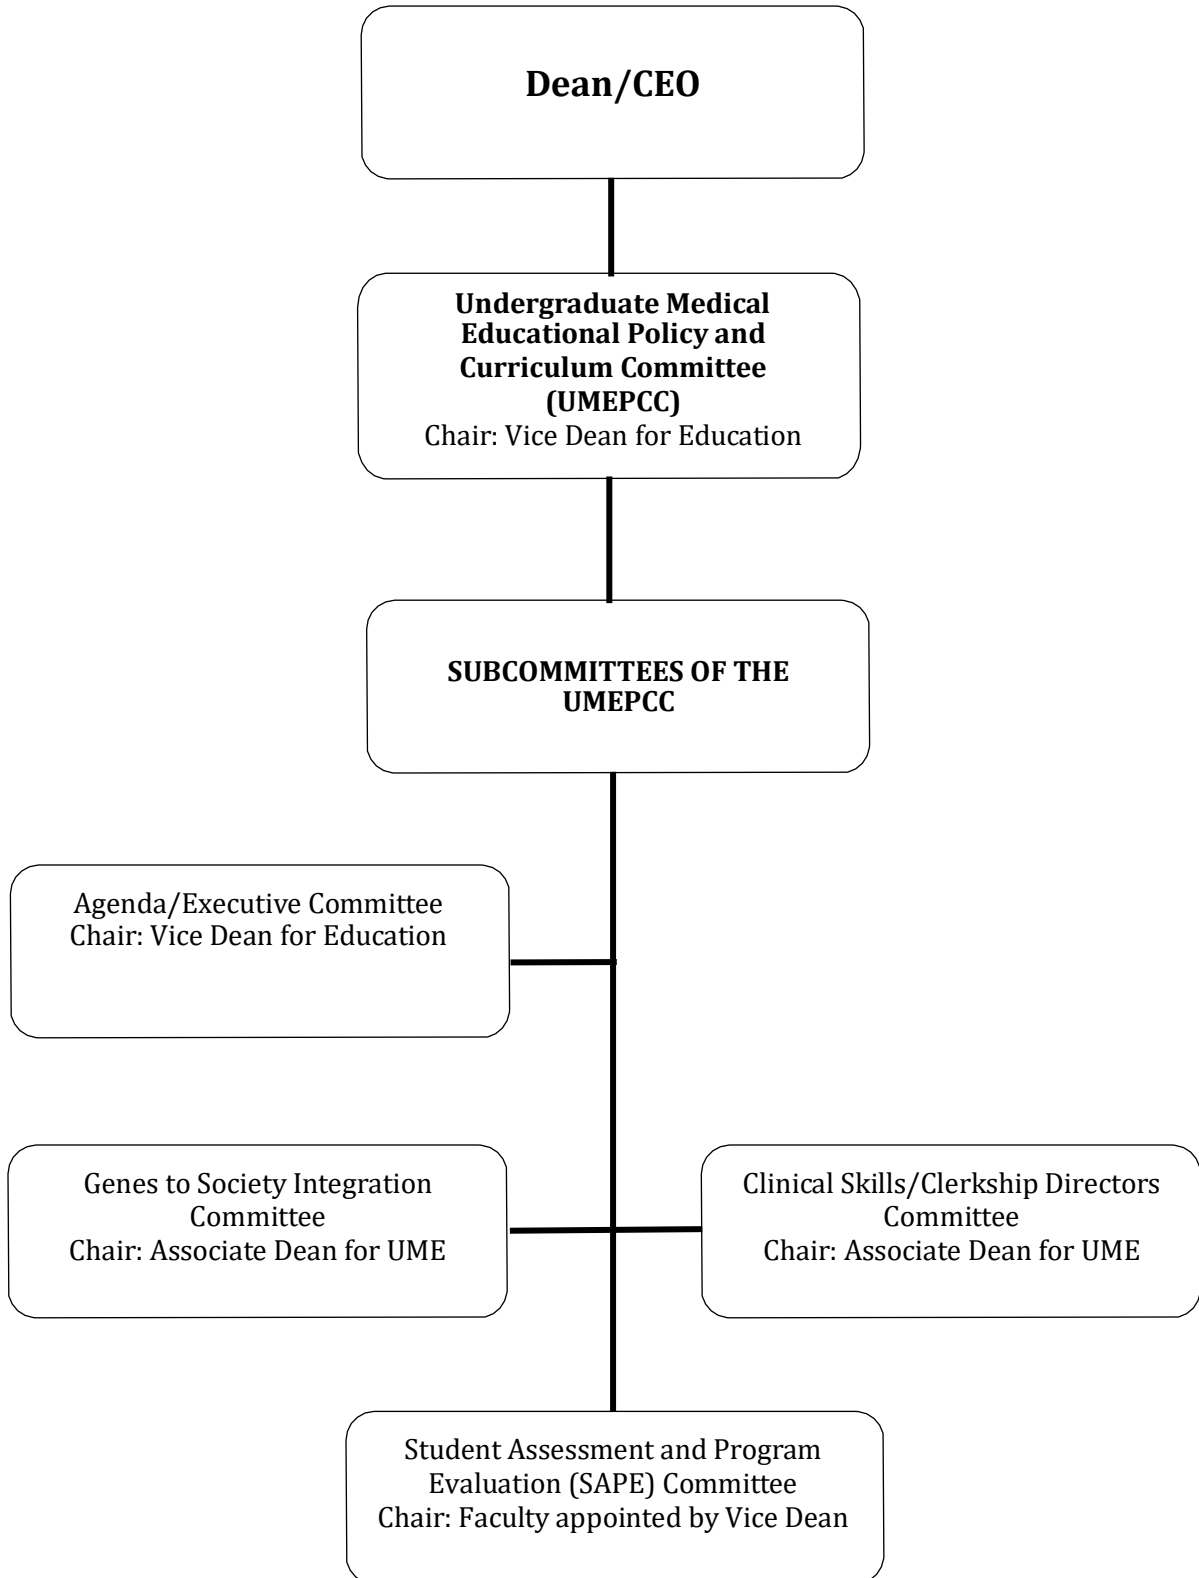 Dean/CEO
Undergraduate Medical
Educational Policy and
Curriculum Committee
(UMEPCC)
Chair: Vice Dean for Education
SUBCOMMITTEES OF THE
UMEPCC
Agenda/Executive Committee
Chair: Vice Dean for Education
Genes to Society Integration
Committee
Chair: Associate Dean for UME
Clinical Skills/Clerkship Directors
Committee
Chair: Associate Dean for UME
Student Assessment and Program
Evaluation (SAPE) Committee
Chair: Faculty appointed by Vice Dean